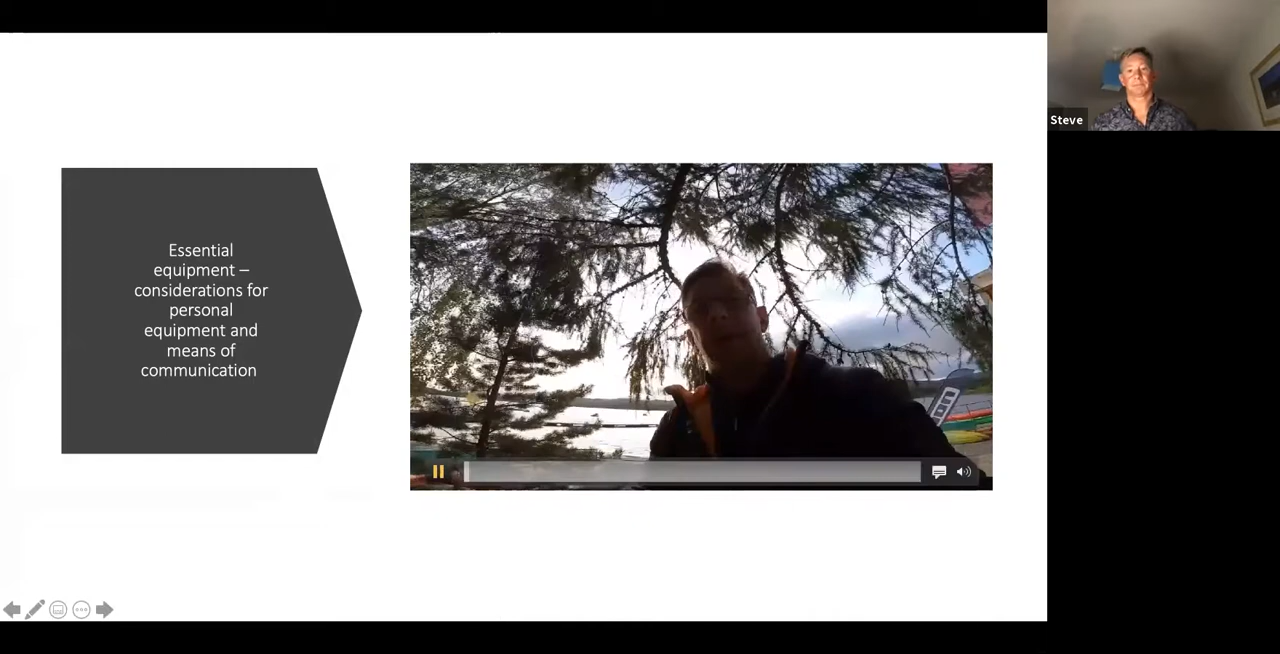 Essential
equipment –
considerations for
personal
equipment and
means of
communication
Steve